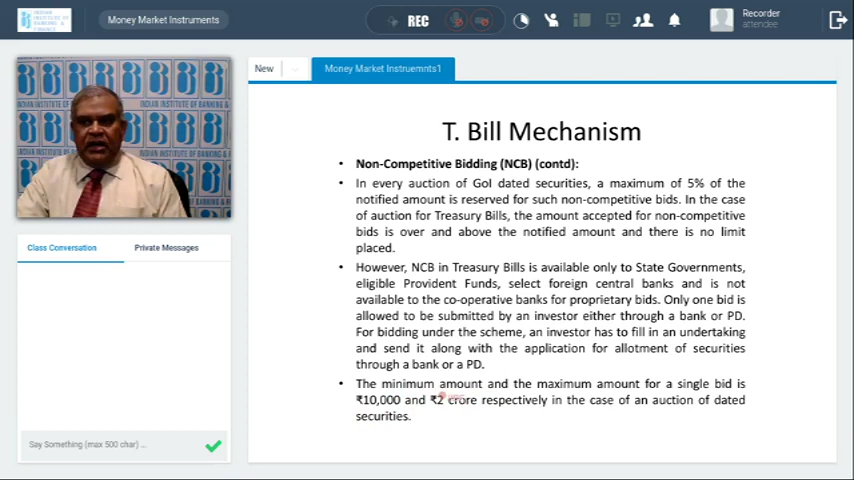 INDIAN
INSTITUTE OF
BANKING &
FINANCE
Money Market Instruments
REC
Recorder
attendee
New
Money Market Instruemnts1
T. Bill Mechanism
• Non-Competitive Bidding (NCB) (contd):
• In every auction of GoI dated securities, a maximum of 5% of the
notified amount is reserved for such non-competitive bids. In the case
of auction for Treasury Bills, the amount accepted for non-competitive
bids is over and above the notified amount and there is no limit
placed.
• However, NCB in Treasury Bills is available only to State Governments,
eligible Provident Funds, select foreign central banks and is not
available to the co-operative banks for proprietary bids. Only one bid is
allowed to be submitted by an investor either through a bank or PD.
For bidding under the scheme, an investor has to fill in an undertaking
and send it along with the application for allotment of securities
through a bank or a PD.
• The minimum amount and the maximum amount for a single bid is
₹10,000 and ₹2 crore respectively in the case of an auction of dated
securities.
Class Conversation
Private Messages
Say Something (max 500 char) ...